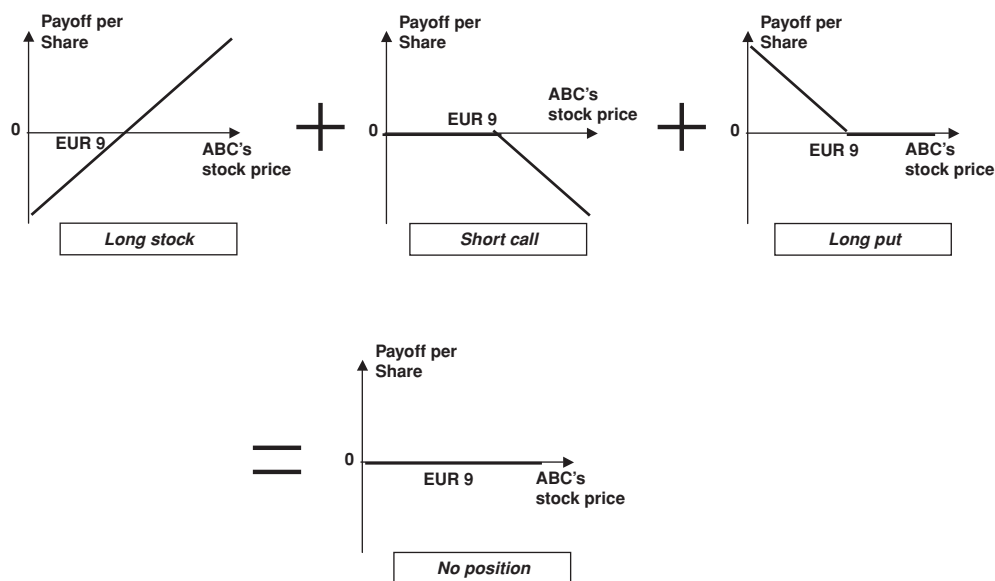 Payoff per
Share
0
EUR 9
ABC's
stock price
Long stock
Payoff per
Share
ABC's
stock price
EUR 9
0
Short call
Payoff per
Share
0
EUR 9
ABC's
stock price
Long put
Payoff per
Share
0
EUR 9
ABC's
stock price
No position